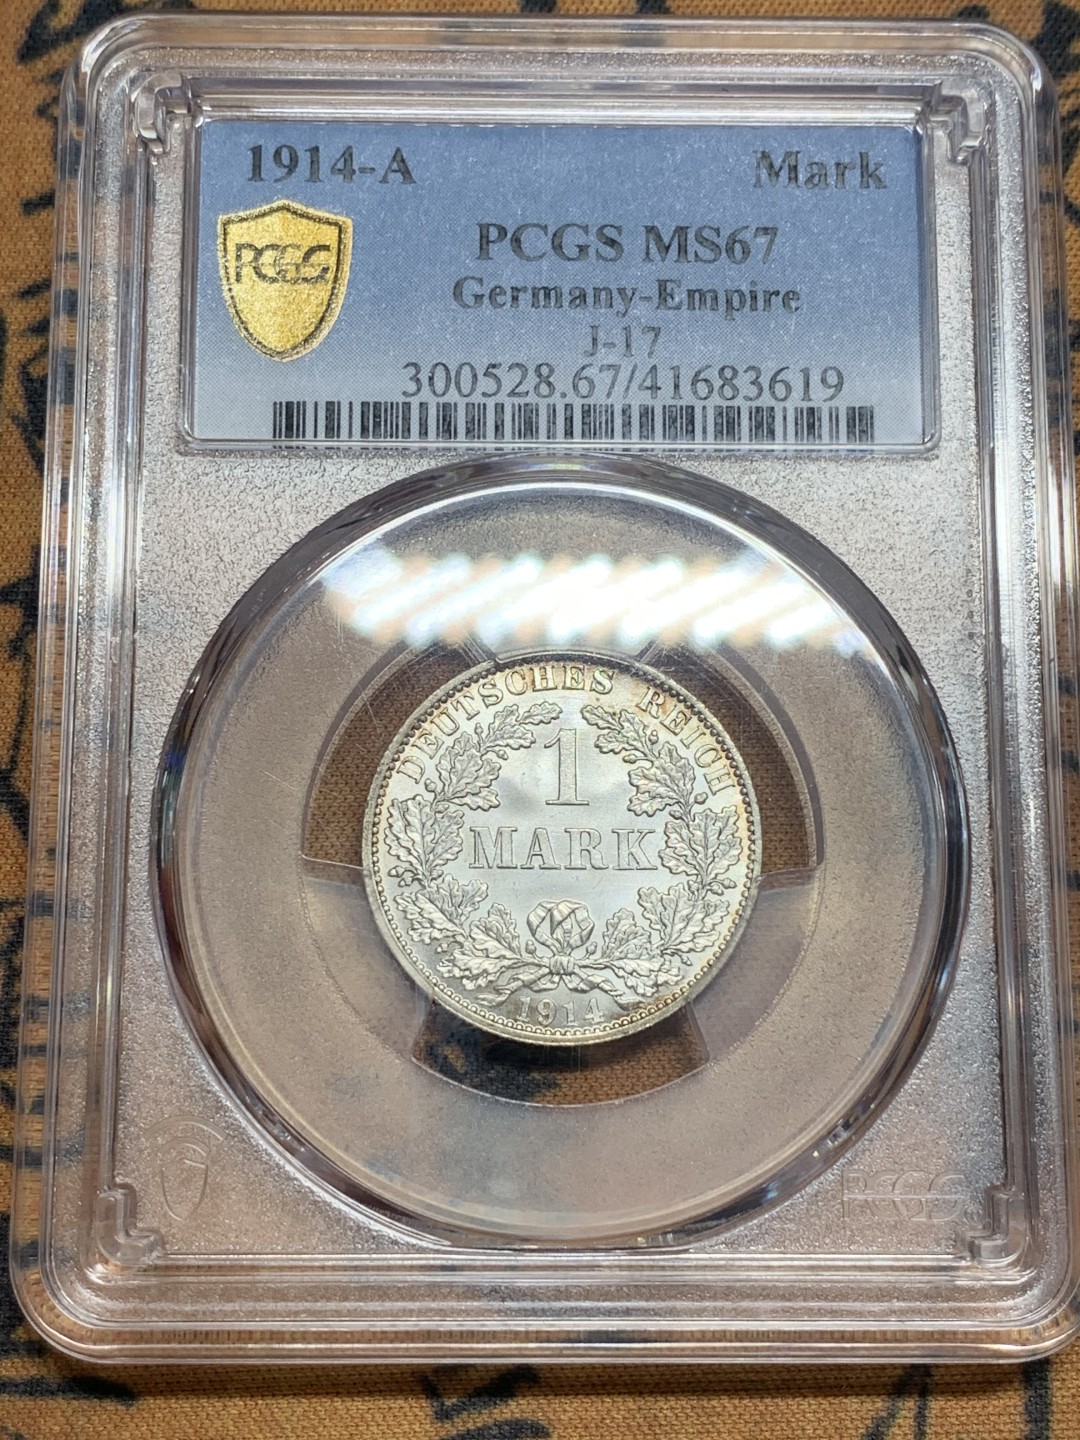 1914-A Mark
PCGS
PCGS MS67
Germany-Empire
J-17
300528.67/41683619
DEUTSCHES REICH
1
MARK
1914
PCGS